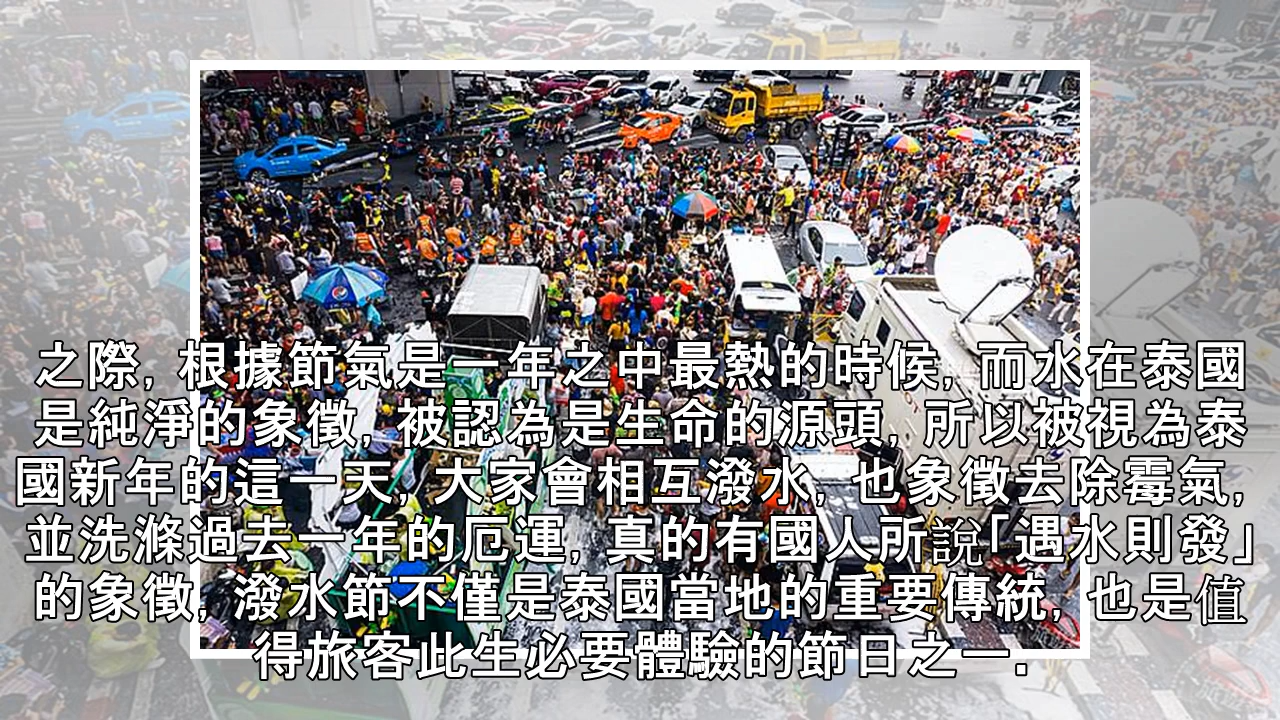 之際, 根據節氣是一年之中最熱的時候, 而水在泰國
是純淨的象徵, 被認為是生命的源頭, 所以被視為泰
國新年的這一天, 大家會相互潑水, 也象徵去除霉氣,
並洗滌過去一年的厄運, 真的有國人所說「遇水則發」
的象徵, 潑水節不僅是泰國當地的重要傳統, 也是值
得旅客此生必要體驗的節日之一.